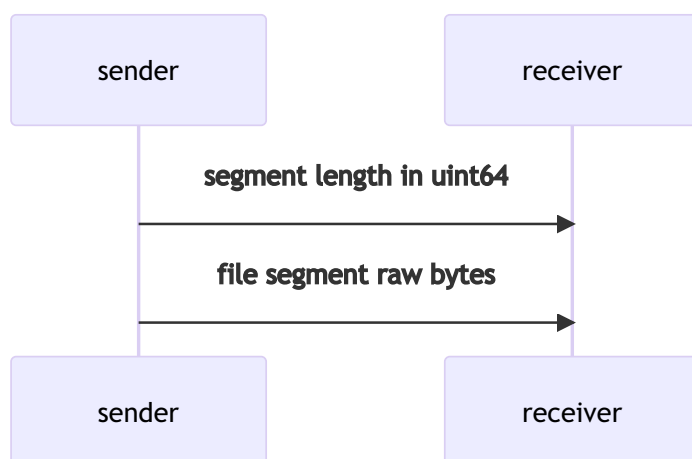 sender
receiver
segment length in uint64
file segment raw bytes
sender
receiver